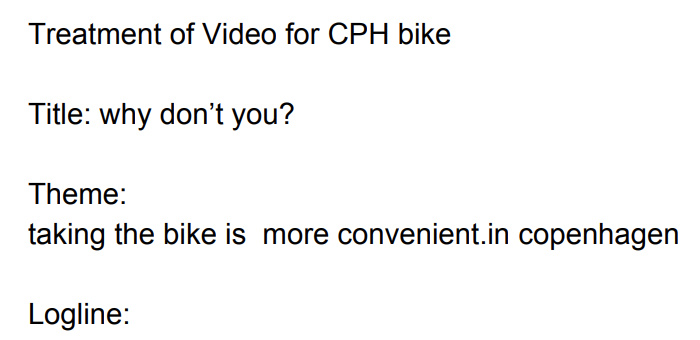 Treatment of Video for CPH bike
Title: why don’t you?
Theme:
taking the bike is  more convenient.in copenhagen
Logline: